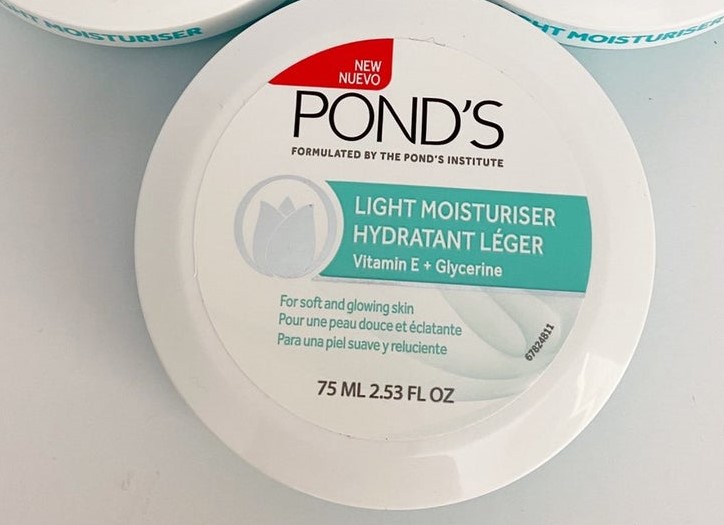 GHT MOISTURISER
GHT MOISTURISER
NEW
NUEVO
POND'S
FORMULATED BY THE POND'S INSTITUTE
LIGHT MOISTURISER
HYDRATANT LÉGER
Vitamin E + Glycerine
For soft and glowing skin
Pour une peau douce et éclatante
Para una piel suave y reluciente
67824811
75 ML 2.53 FL OZ